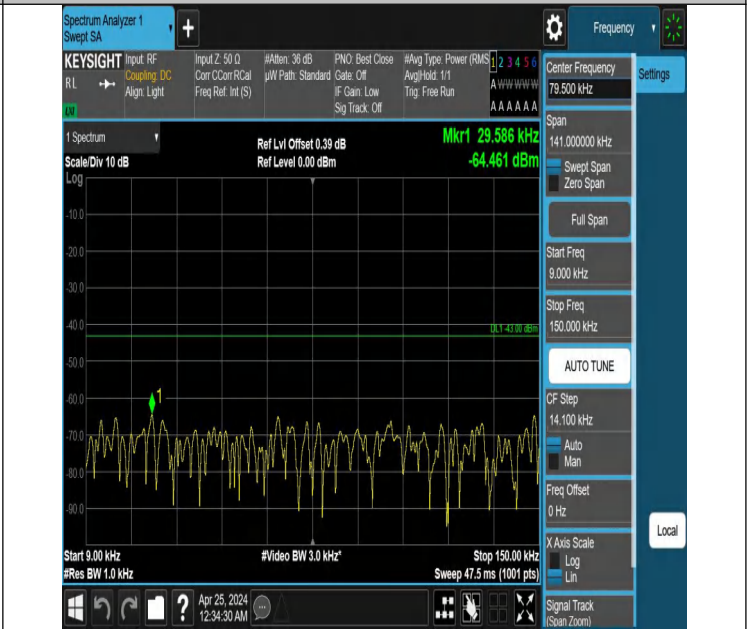 Spectrum Analyzer 1
Swept SA
+
Frequency
KEYSIGHT
RL
Input: RF
Coupling: DC
Align: Light
Input Z: 50 Ω
Corr CCorr RCal
Freq Ref: Int (S)
#Atten: 36 dB
µW Path: Standard
PNO: Best Close
Gate: Off
IF Gain: Low
Sig Track: Off
#Avg Type: Power (RMS
Avg|Hold: 1/1
Trig: Free Run
1 2 3 4 5 6
A W W W W W
A A A A A A
1 Spectrum
Scale/Div 10 dB
Log
Ref Lvl Offset 0.39 dB
Ref Level 0.00 dBm
Mkr1 29.586 kHz
-64.461 dBm
-10.0
-20.0
-30.0
-40.0
DL1 -43.00 dBm
-50.0
-60.0
1
-70.0
-80.0
-90.0
Start 9.00 kHz
#Res BW 1.0 kHz
#Video BW 3.0 kHz*
Stop 150.00 kHz
Sweep 47.5 ms (1001 pts)
?
Apr 25, 2024
12:34:30 AM
Center Frequency
79.500 kHz
Settings
Span
141.000000 kHz
Swept Span
Zero Span
Full Span
Start Freq
9.000 kHz
Stop Freq
150.000 kHz
AUTO TUNE
CF Step
14.100 kHz
Auto
Man
Freq Offset
0 Hz
X Axis Scale
Log
Lin
Local
Signal Track
(Span Zoom)